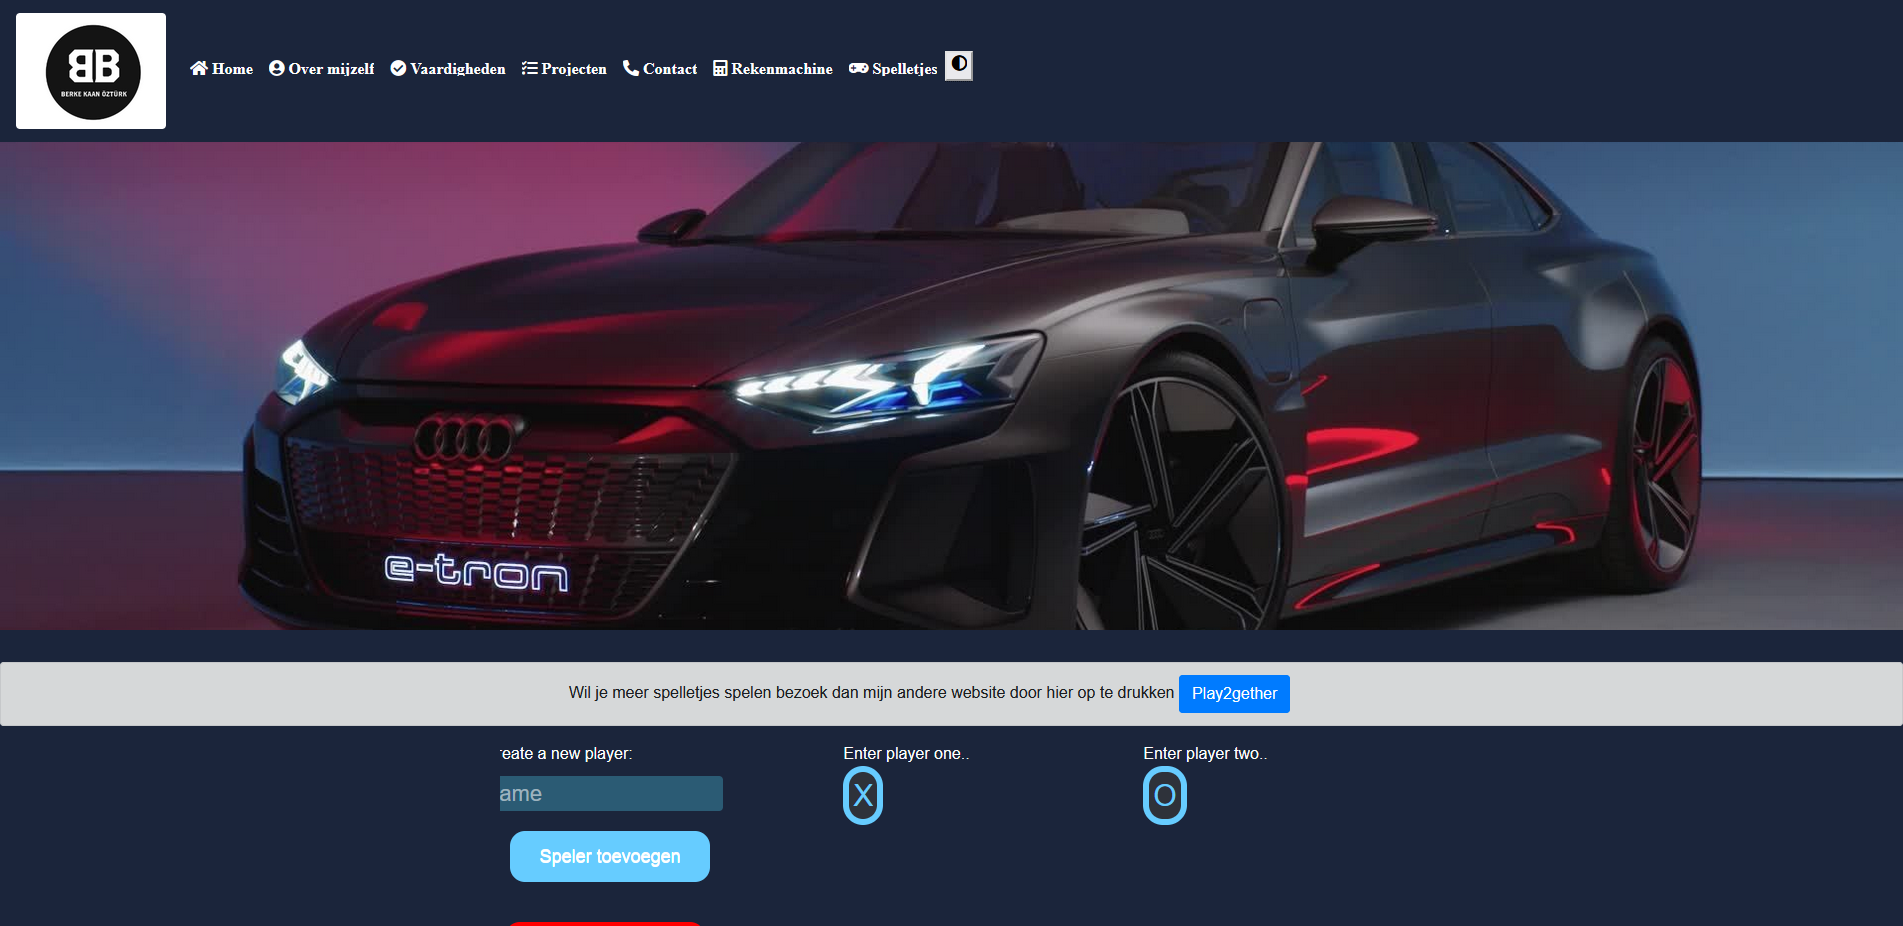 BB
BERKE KAAN ÖZTÜRK
Home Over mijzelf Vaardigheden Projecten Contact Rekenmachine Spelletjes
e-tron
Wil je meer spelletjes spelen bezoek dan mijn andere website door hier op te drukken Play2gether
reate a new player: Enter player one.. Enter player two..
ame X O
Speler toevoegen